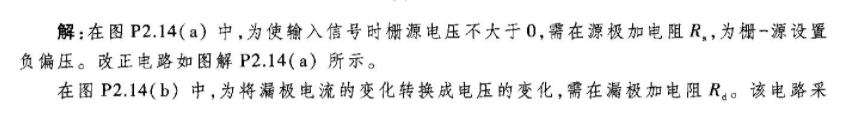 解:在图 P2.14(a) 中,为使输入信号时栅源电压不大于 0,需在源极加电阻 Rs,为栅-源设置
负偏压。改正电路如图解 P2.14(a) 所示。
在图 P2.14(b) 中,为将漏极电流的变化转换成电压的变化,需在漏极加电阻 Rd。该电路采